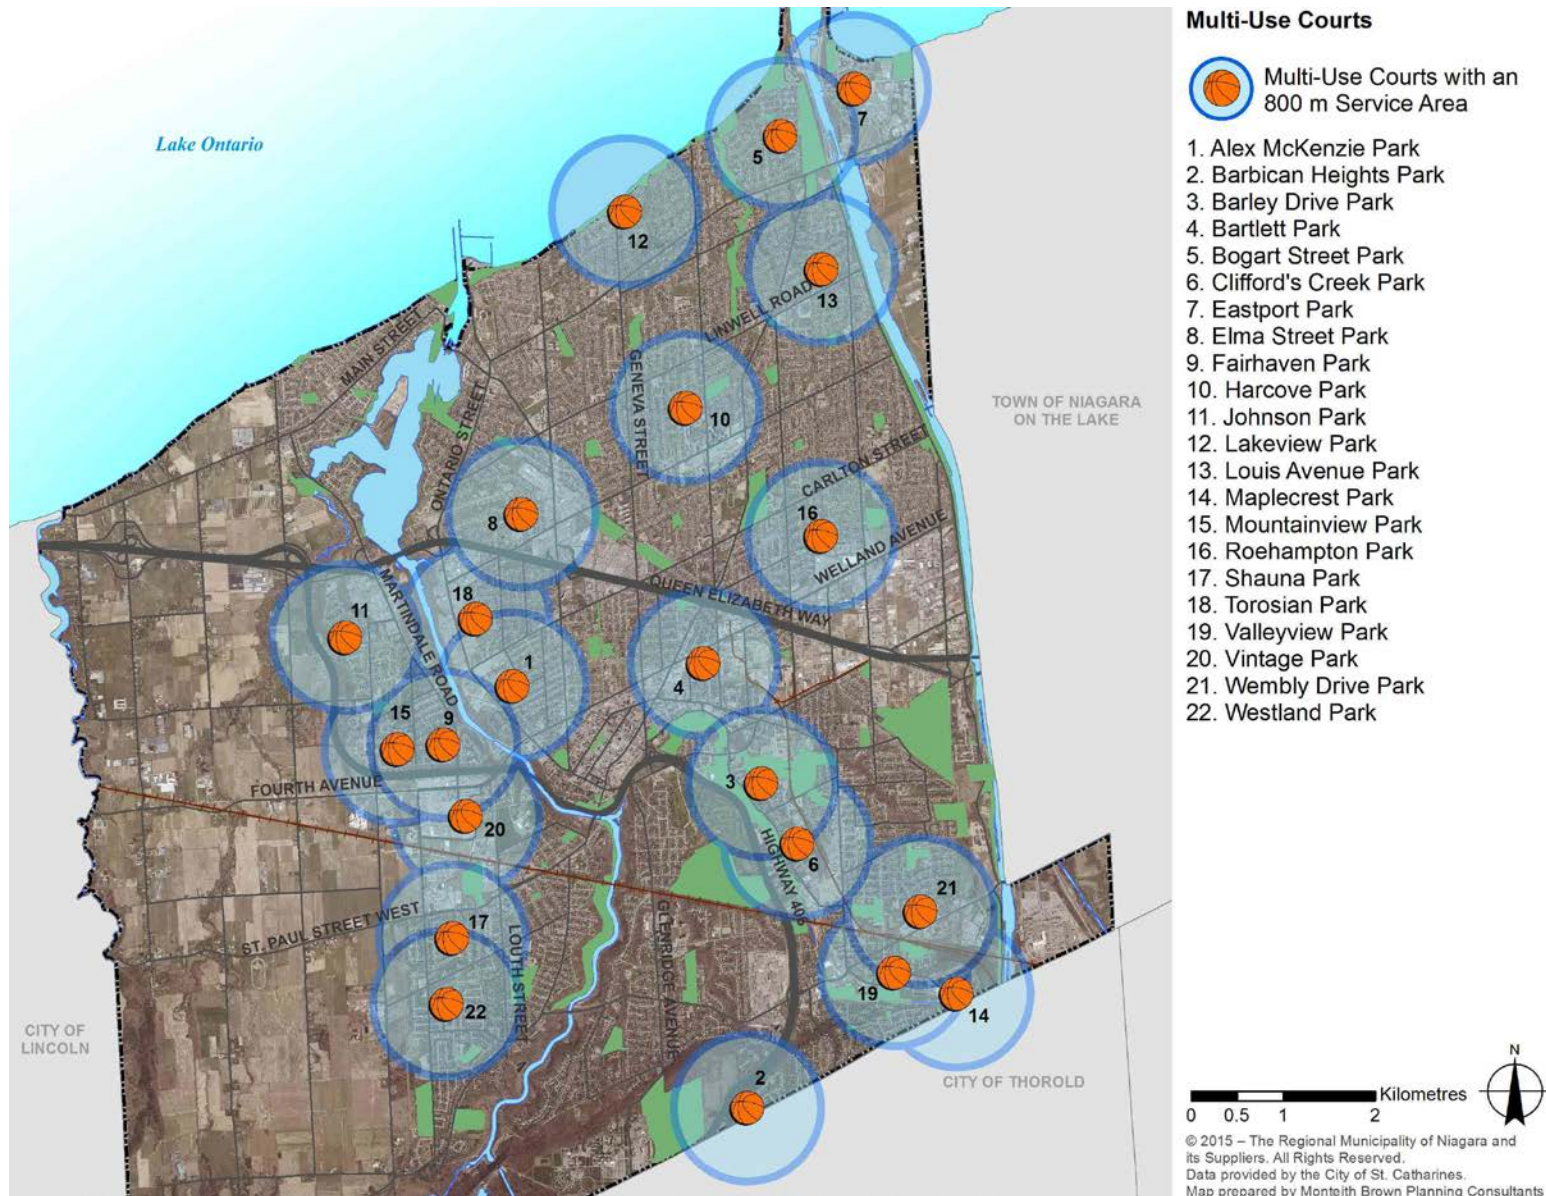 Multi-Use Courts
Multi-Use Courts with an
800 m Service Area
1. Alex McKenzie Park
2. Barbican Heights Park
3. Barley Drive Park
4. Bartlett Park
5. Bogart Street Park
6. Clifford's Creek Park
7. Eastport Park
8. Elma Street Park
9. Fairhaven Park
10. Harcove Park
11. Johnson Park
12. Lakeview Park
13. Louis Avenue Park
14. Maplecrest Park
15. Mountainview Park
16. Roehampton Park
17. Shauna Park
18. Torosian Park
19. Valleyview Park
20. Vintage Park
21. Wembly Drive Park
22. Westland Park
Lake Ontario
7
5
12
13
LINWELL ROAD
MAIN STREET
GENEVA STREET
ONTARIO STREET
10
TOWN OF NIAGARA
ON THE LAKE
CARLTON STREET
8
16
WELLAND AVENUE
QUEEN ELIZABETH WAY
MARTINDALE ROAD
18
11
1
4
15
9
FOURTH AVENUE
3
20
HIGHWAY 406
6
21
ST. PAUL STREET WEST
17
LOUTH STREET
GLENRIDGE AVENUE
19
22
14
CITY OF
LINCOLN
2
CITY OF THOROLD
N
Kilometres
0 0.5 1 2
© 2015 – The Regional Municipality of Niagara and
its Suppliers. All Rights Reserved.
Data provided by the City of St. Catharines.
Map prepared by Monteith Brown Planning Consultants